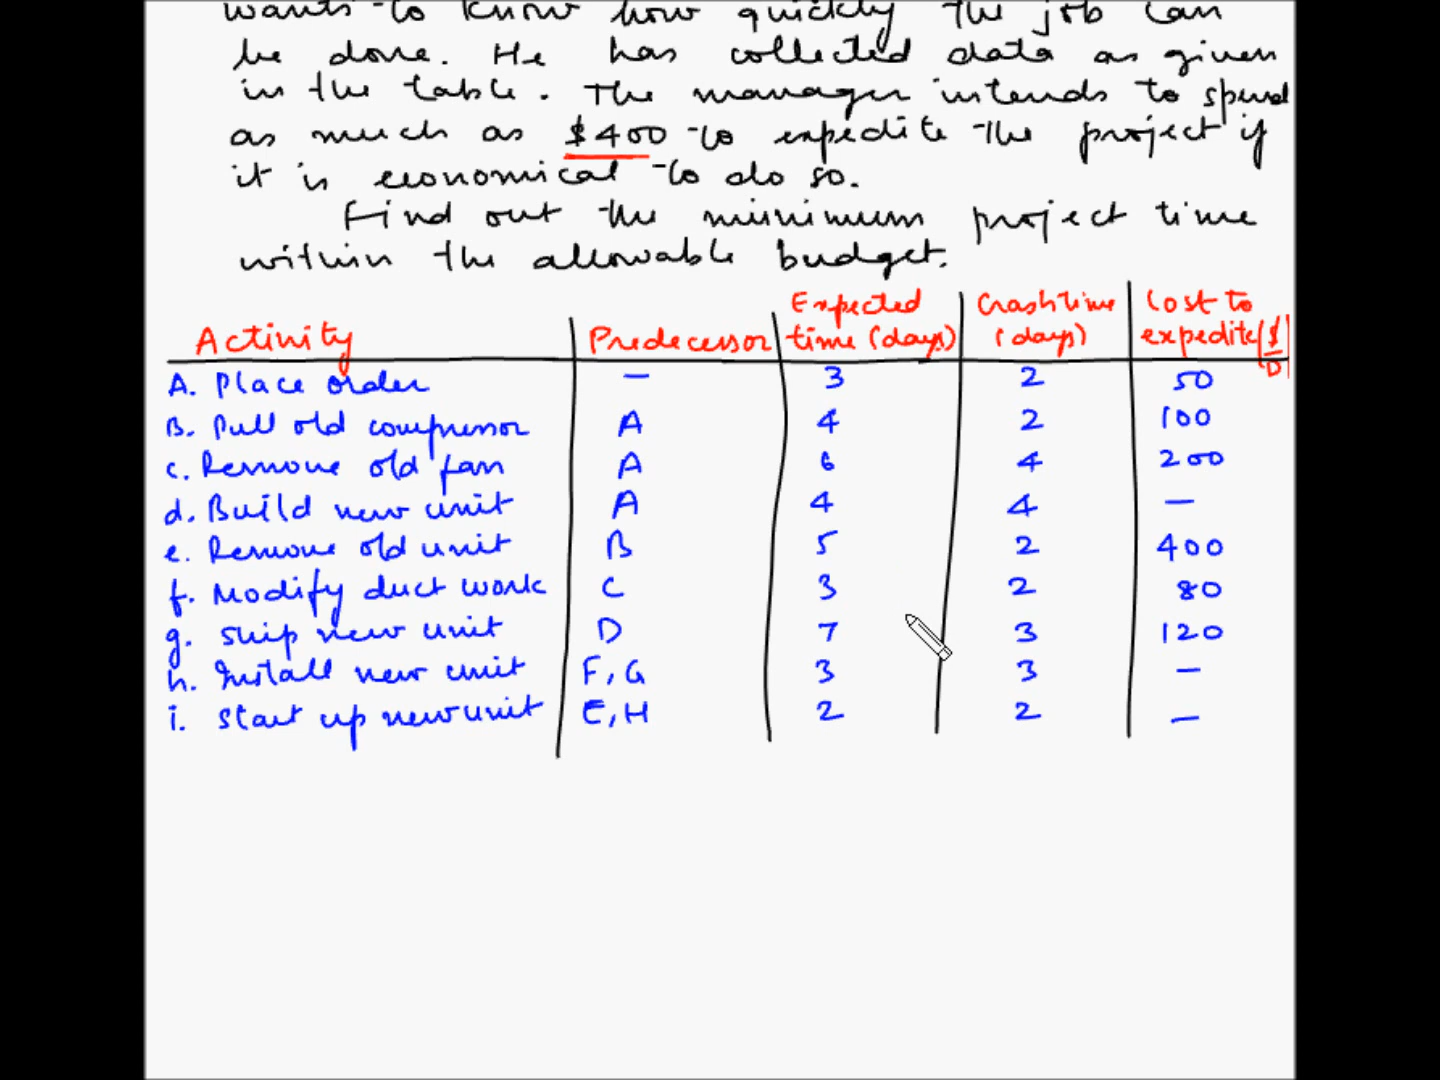 wants to know how quickly the job can
be done. He has collected data as given
in the table. The manager intends to spend
as much as $400 to expedite the project if
it is economical to do so.
Find out the minimum project time
within the allowable budget.
Activity Predecessor Expected time (days) Crash time (days) Cost to expedite ($/D)
A. Place order — 3 2 50
B. Pull old compressor A 4 2 100
c. Remove old fan A 6 4 200
d. Build new unit A 4 4 —
e. Remove old unit B 5 2 400
f. Modify duct work C 3 2 80
g. Ship new unit D 7 3 120
h. Install new unit F, G 3 3 —
i. Start up new unit E, H 2 2 —